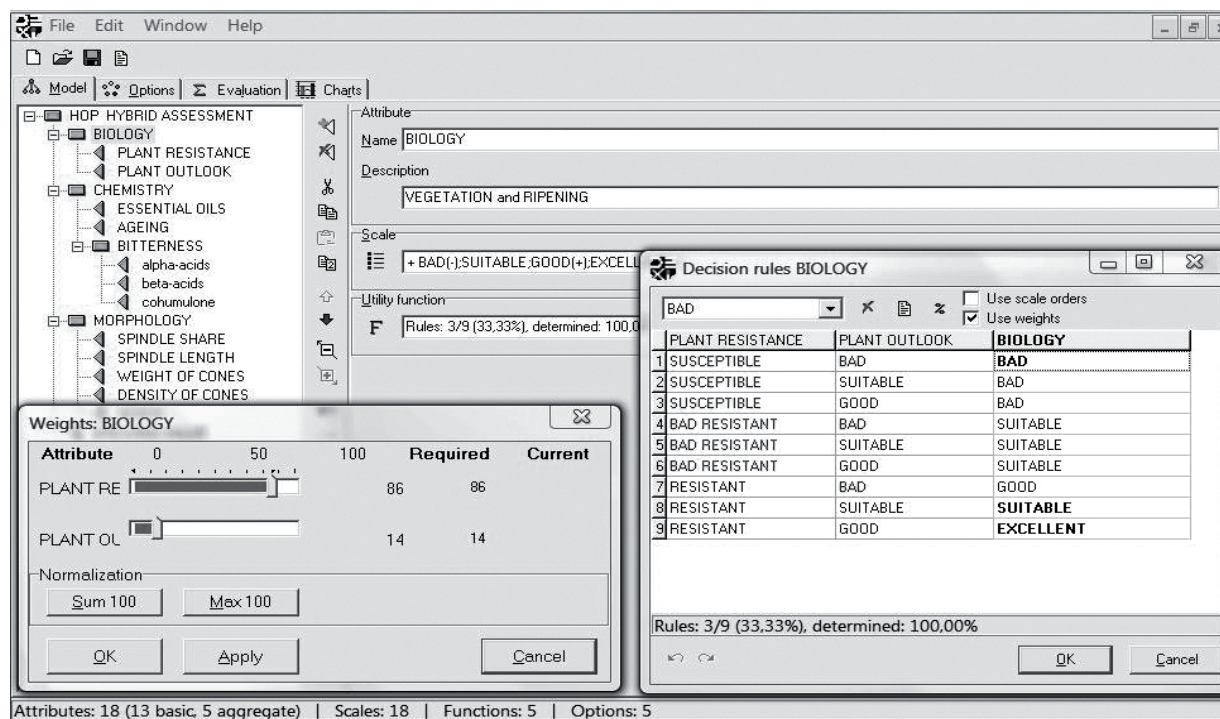 File Edit Window Help
Model Options Σ Evaluation Charts
HOP HYBRID ASSESSMENT
BIOLOGY
PLANT RESISTANCE
PLANT OUTLOOK
CHEMISTRY
ESSENTIAL OILS
AGEING
BITTERNESS
alpha-acids
beta-acids
cohumulone
MORPHOLOGY
SPINDLE SHARE
SPINDLE LENGTH
WEIGHT OF CONES
DENSITY OF CONES
Attribute
Name BIOLOGY
Description
VEGETATION and RIPENING
Scale
+ BAD(-);SUITABLE;GOOD(+);EXCELL
Utility function
F Rules: 3/9 (33,33%), determined: 100,0
Weights: BIOLOGY
Attribute 0 50 100 Required Current
PLANT RE 86 86
PLANT OL 14 14
Normalization
Sum 100 Max 100
OK Apply Cancel
Decision rules BIOLOGY
BAD % Use scale orders
Use weights
PLANT RESISTANCE PLANT OUTLOOK BIOLOGY
1 SUSCEPTIBLE BAD BAD
2 SUSCEPTIBLE SUITABLE BAD
3 SUSCEPTIBLE GOOD BAD
4 BAD RESISTANT BAD SUITABLE
5 BAD RESISTANT SUITABLE SUITABLE
6 BAD RESISTANT GOOD SUITABLE
7 RESISTANT BAD GOOD
8 RESISTANT SUITABLE SUITABLE
9 RESISTANT GOOD EXCELLENT
Rules: 3/9 (33,33%), determined: 100,00%
OK Cancel
Attributes: 18 (13 basic, 5 aggregate) | Scales: 18 | Functions: 5 | Options: 5